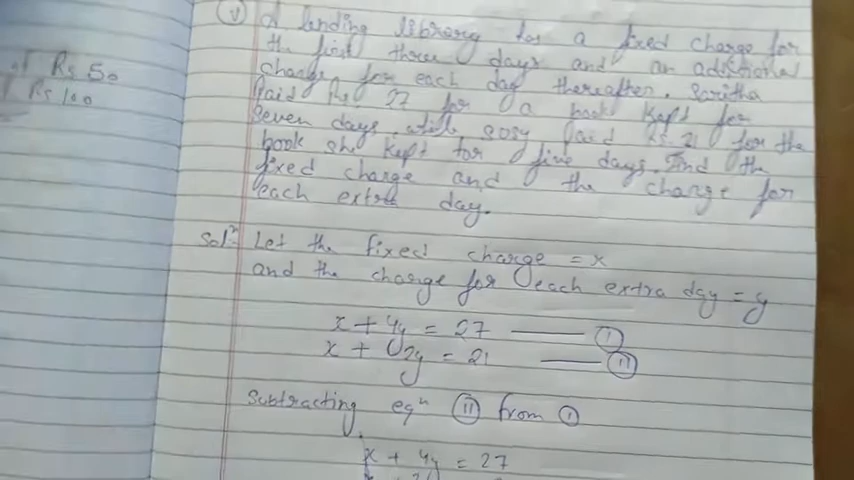 Rs 50
Rs 100
(v) A lending library has a fixed charge for
the first three days and an additional
charge for each day thereafter. Saritha
Paid Rs 27 for a book kept for
seven days, while Susy Paid Rs 21 for the
book she kept for five days. Find the
fixed charge and the charge for
each extra day.
Solⁿ Let the fixed charge = x
and the charge for each extra day = y
x + 4y = 27 —— (I)
x + 2y = 21 —— (II)
Subtracting eqⁿ (II) from (I)
x + 4y = 27